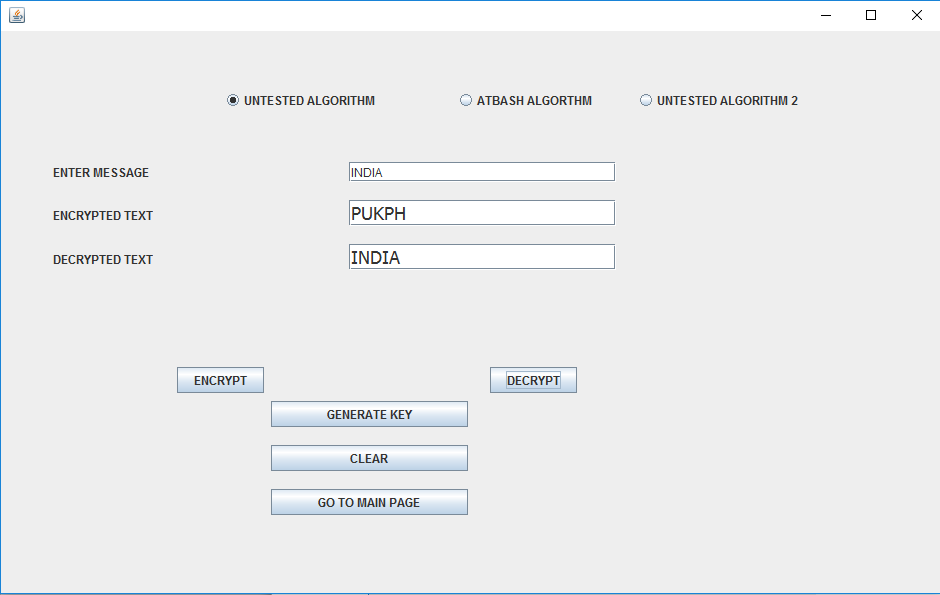 UNTESTED ALGORITHM ATBASH ALGORTHM UNTESTED ALGORITHM 2
ENTER MESSAGE INDIA
ENCRYPTED TEXT PUKPH
DECRYPTED TEXT INDIA
ENCRYPT DECRYPT
GENERATE KEY
CLEAR
GO TO MAIN PAGE